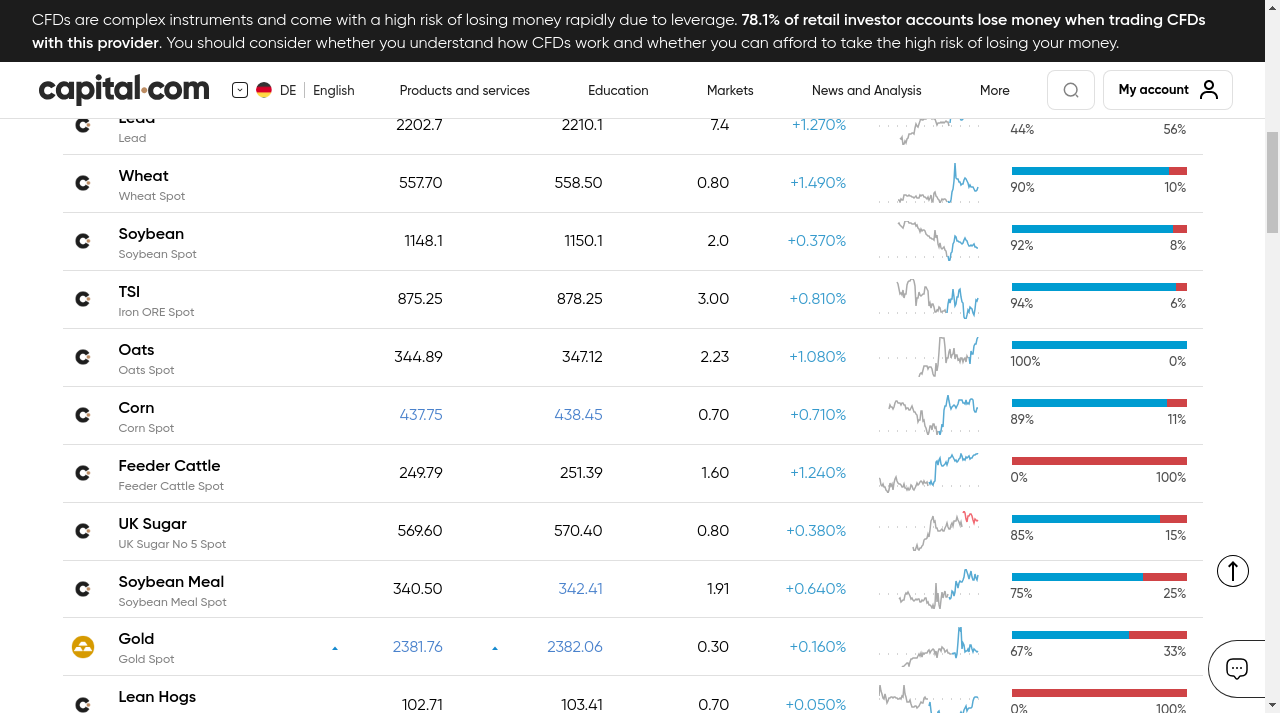 CFDs are complex instruments and come with a high risk of losing money rapidly due to leverage. 78.1% of retail investor accounts lose money when trading CFDs
with this provider. You should consider whether you understand how CFDs work and whether you can afford to take the high risk of losing your money.
capital.com DE English Products and services Education Markets News and Analysis More My account
Lead 2202.7 2210.1 7.4 +1.270%
Lead 44% 56%
Wheat 557.70 558.50 0.80 +1.490%
Wheat Spot 90% 10%
Soybean 1148.1 1150.1 2.0 +0.370%
Soybean Spot 92% 8%
TSI 875.25 878.25 3.00 +0.810%
Iron ORE Spot 94% 6%
Oats 344.89 347.12 2.23 +1.080%
Oats Spot 100% 0%
Corn 437.75 438.45 0.70 +0.710%
Corn Spot 89% 11%
Feeder Cattle 249.79 251.39 1.60 +1.240%
Feeder Cattle Spot 0% 100%
UK Sugar 569.60 570.40 0.80 +0.380%
UK Sugar No 5 Spot 85% 15%
Soybean Meal 340.50 342.41 1.91 +0.640%
Soybean Meal Spot 75% 25%
Gold 2381.76 2382.06 0.30 +0.160%
Gold Spot 67% 33%
Lean Hogs 102.71 103.41 0.70 +0.050%
0% 100%